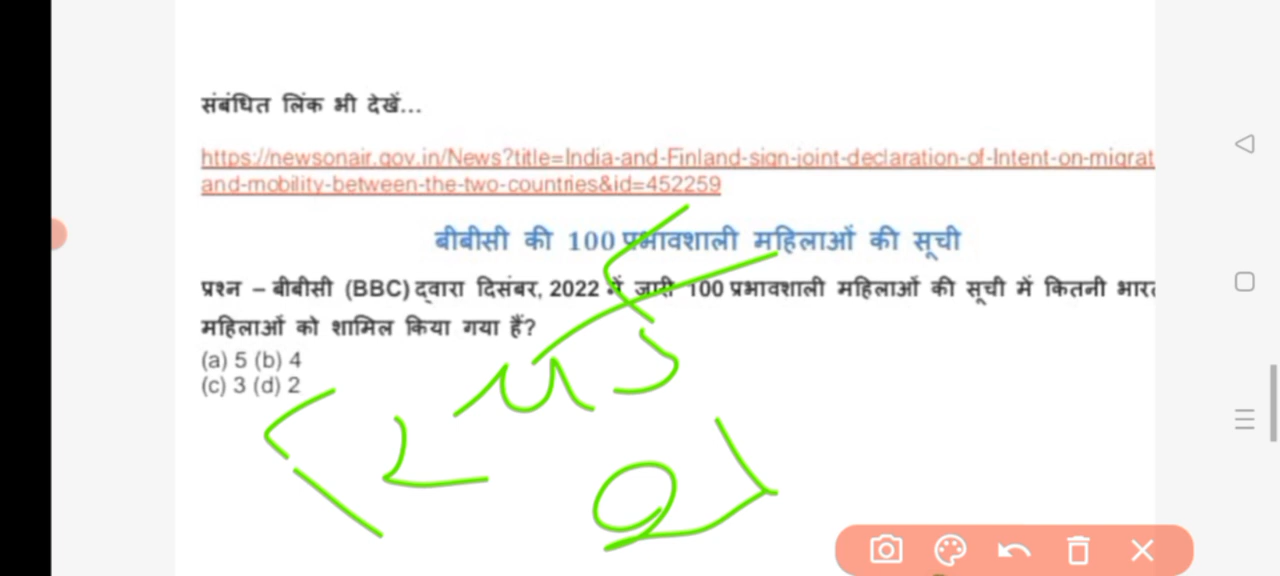 संबंधित लिंक भी देखें...
https://newsonair.gov.in/News?title=India-and-Finland-sign-joint-declaration-of-Intent-on-migrat
and-mobility-between-the-two-countries&id=452259
बीबीसी की 100 प्रभावशाली महिलाओं की सूची
प्रश्न – बीबीसी (BBC) द्वारा दिसंबर, 2022 में जारी 100 प्रभावशाली महिलाओं की सूची में कितनी भार
महिलाओं को शामिल किया गया हैं?
(a) 5 (b) 4
(c) 3 (d) 2